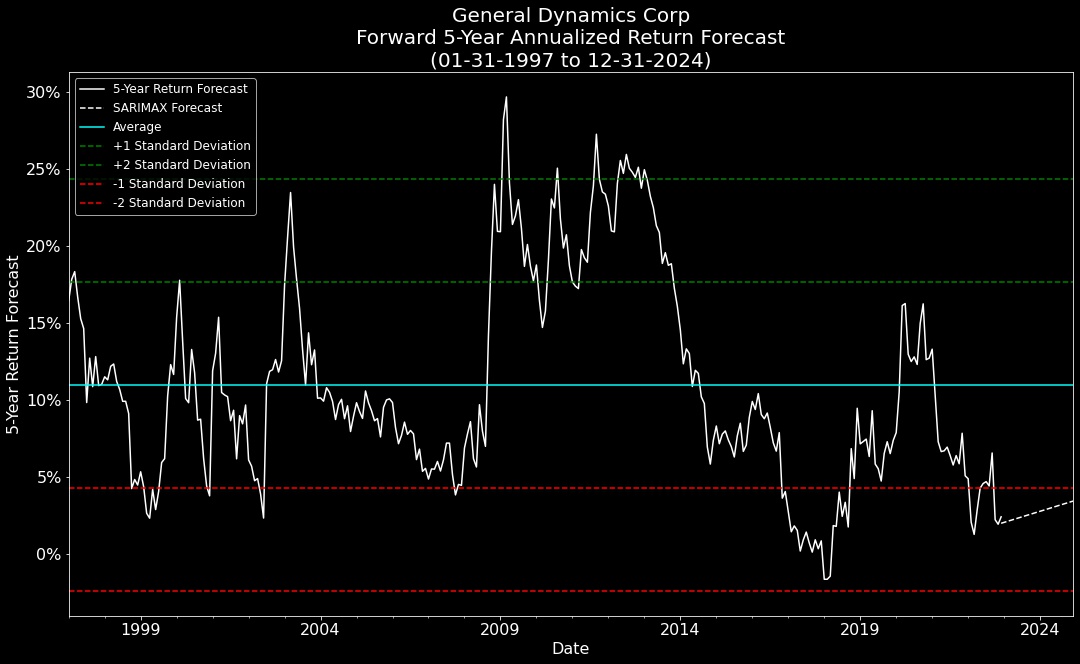 General Dynamics Corp
Forward 5-Year Annualized Return Forecast
(01-31-1997 to 12-31-2024)
5-Year Return Forecast
SARIMAX Forecast
Average
+1 Standard Deviation
+2 Standard Deviation
-1 Standard Deviation
-2 Standard Deviation
5-Year Return Forecast
30%
25%
20%
15%
10%
5%
0%
1999 2004 2009 2014 2019 2024
Date